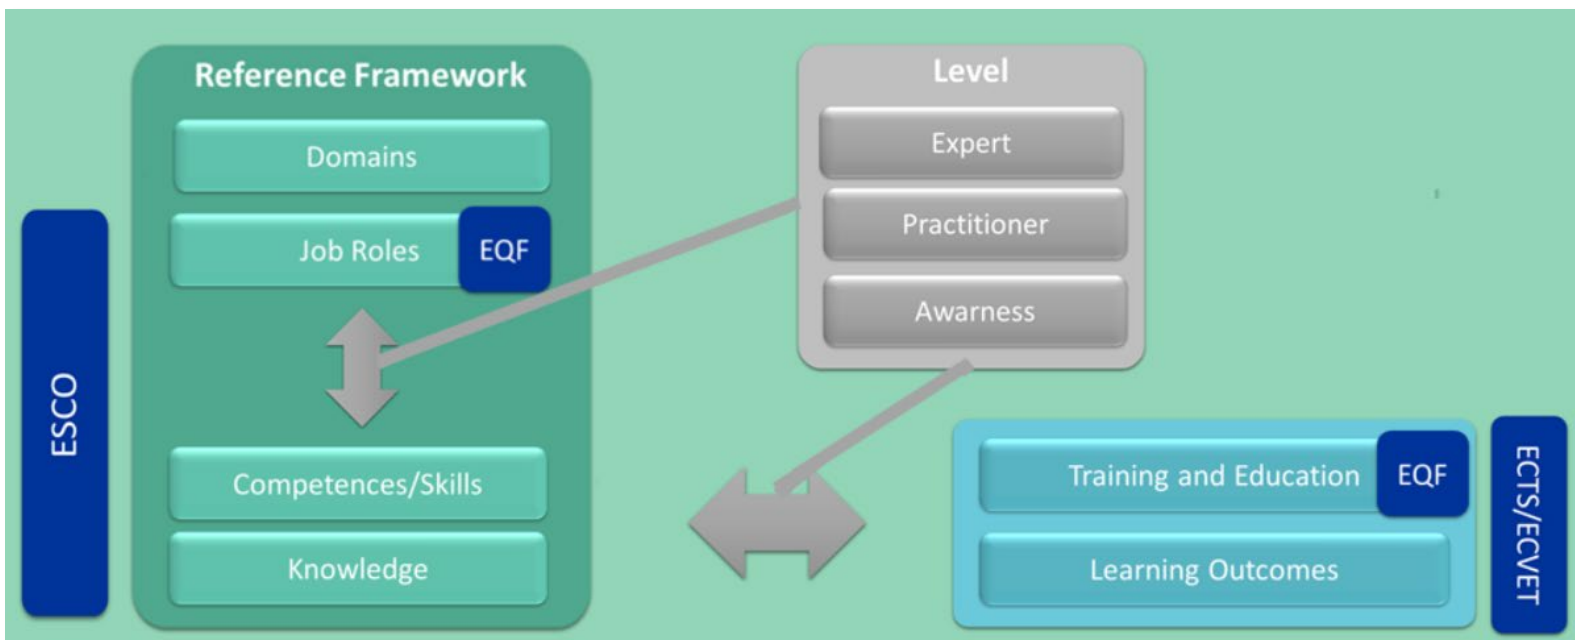 Reference Framework
Domains
Job Roles
EQF
Competences/Skills
Knowledge
ESCO
Level
Expert
Practitioner
Awarness
Training and Education
EQF
Learning Outcomes
ECTS/ECVET